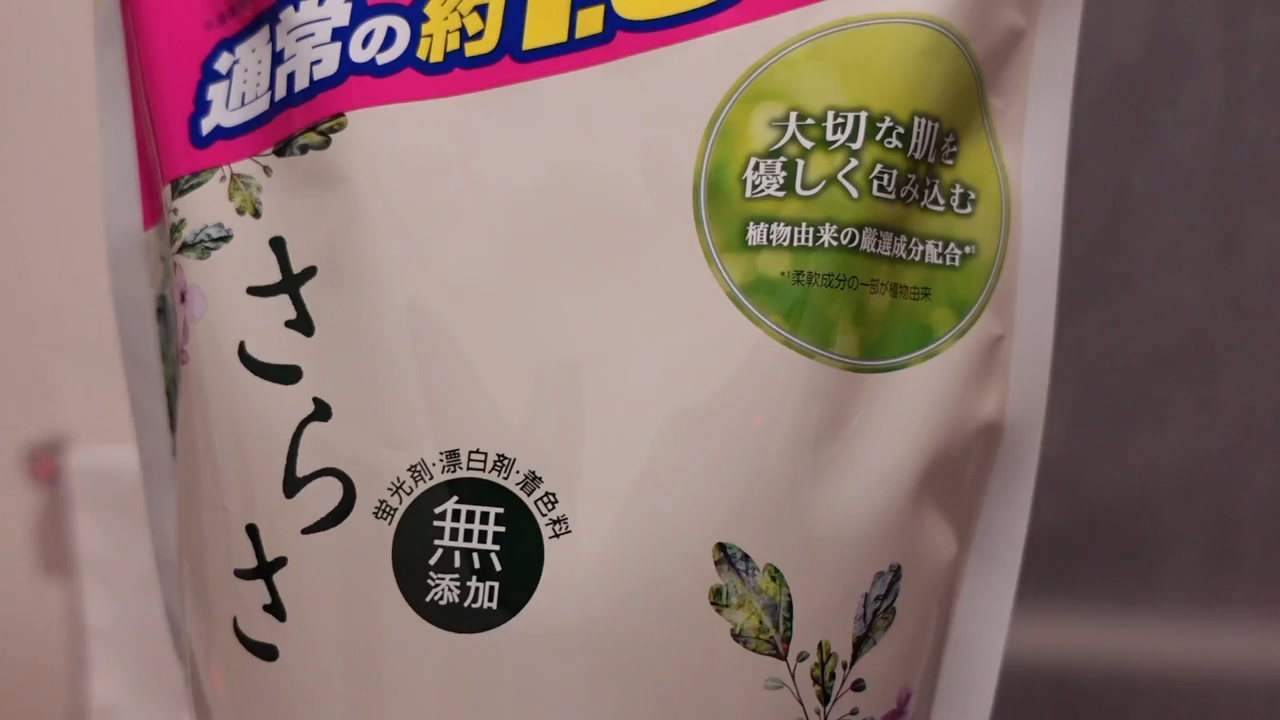 通常の約1.
大切な肌を
優しく包み込む
植物由来の厳選成分配合*1
*1柔軟成分の一部が植物由来
さらさ
蛍光剤・漂白剤・着色料
無
添加